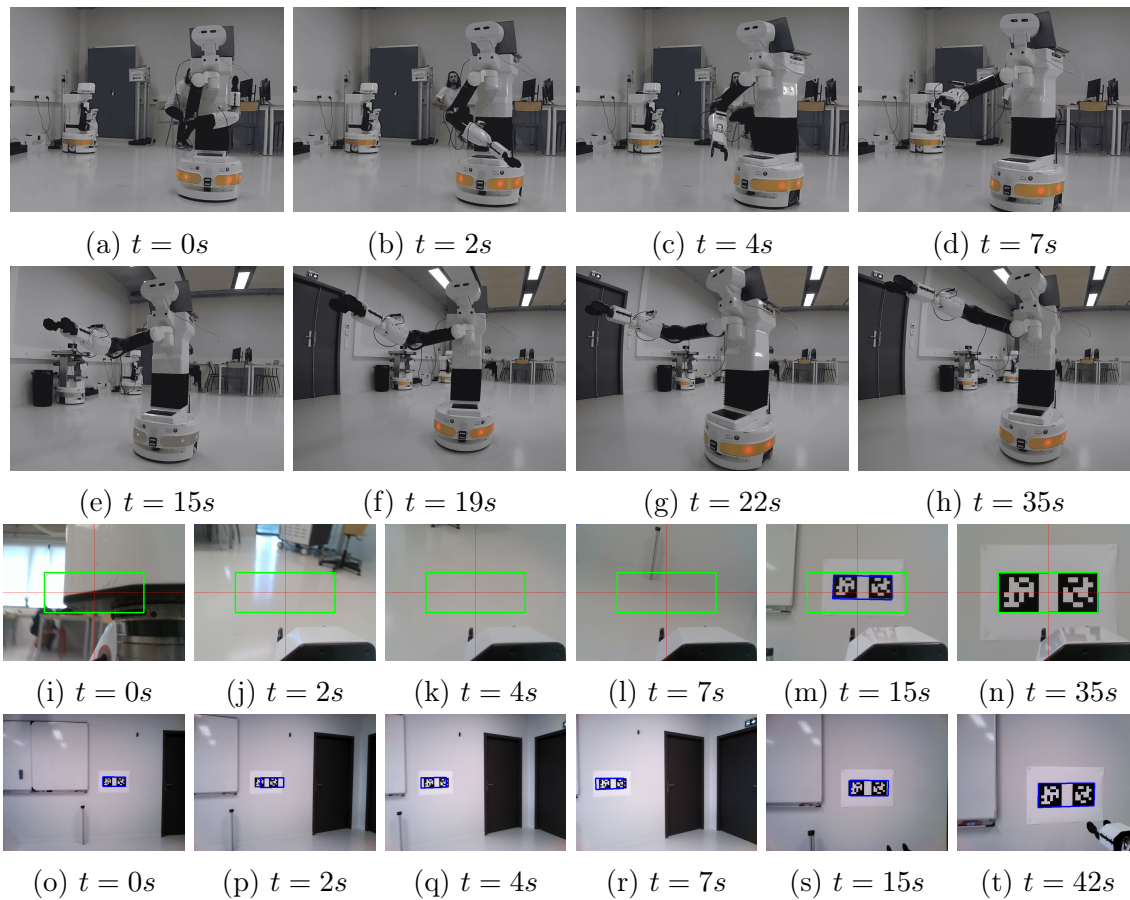 (a) t = 0s (b) t = 2s (c) t = 4s (d) t = 7s
(e) t = 15s (f) t = 19s (g) t = 22s (h) t = 35s
(i) t = 0s (j) t = 2s (k) t = 4s (l) t = 7s (m) t = 15s (n) t = 35s
(o) t = 0s (p) t = 2s (q) t = 4s (r) t = 7s (s) t = 15s (t) t = 42s